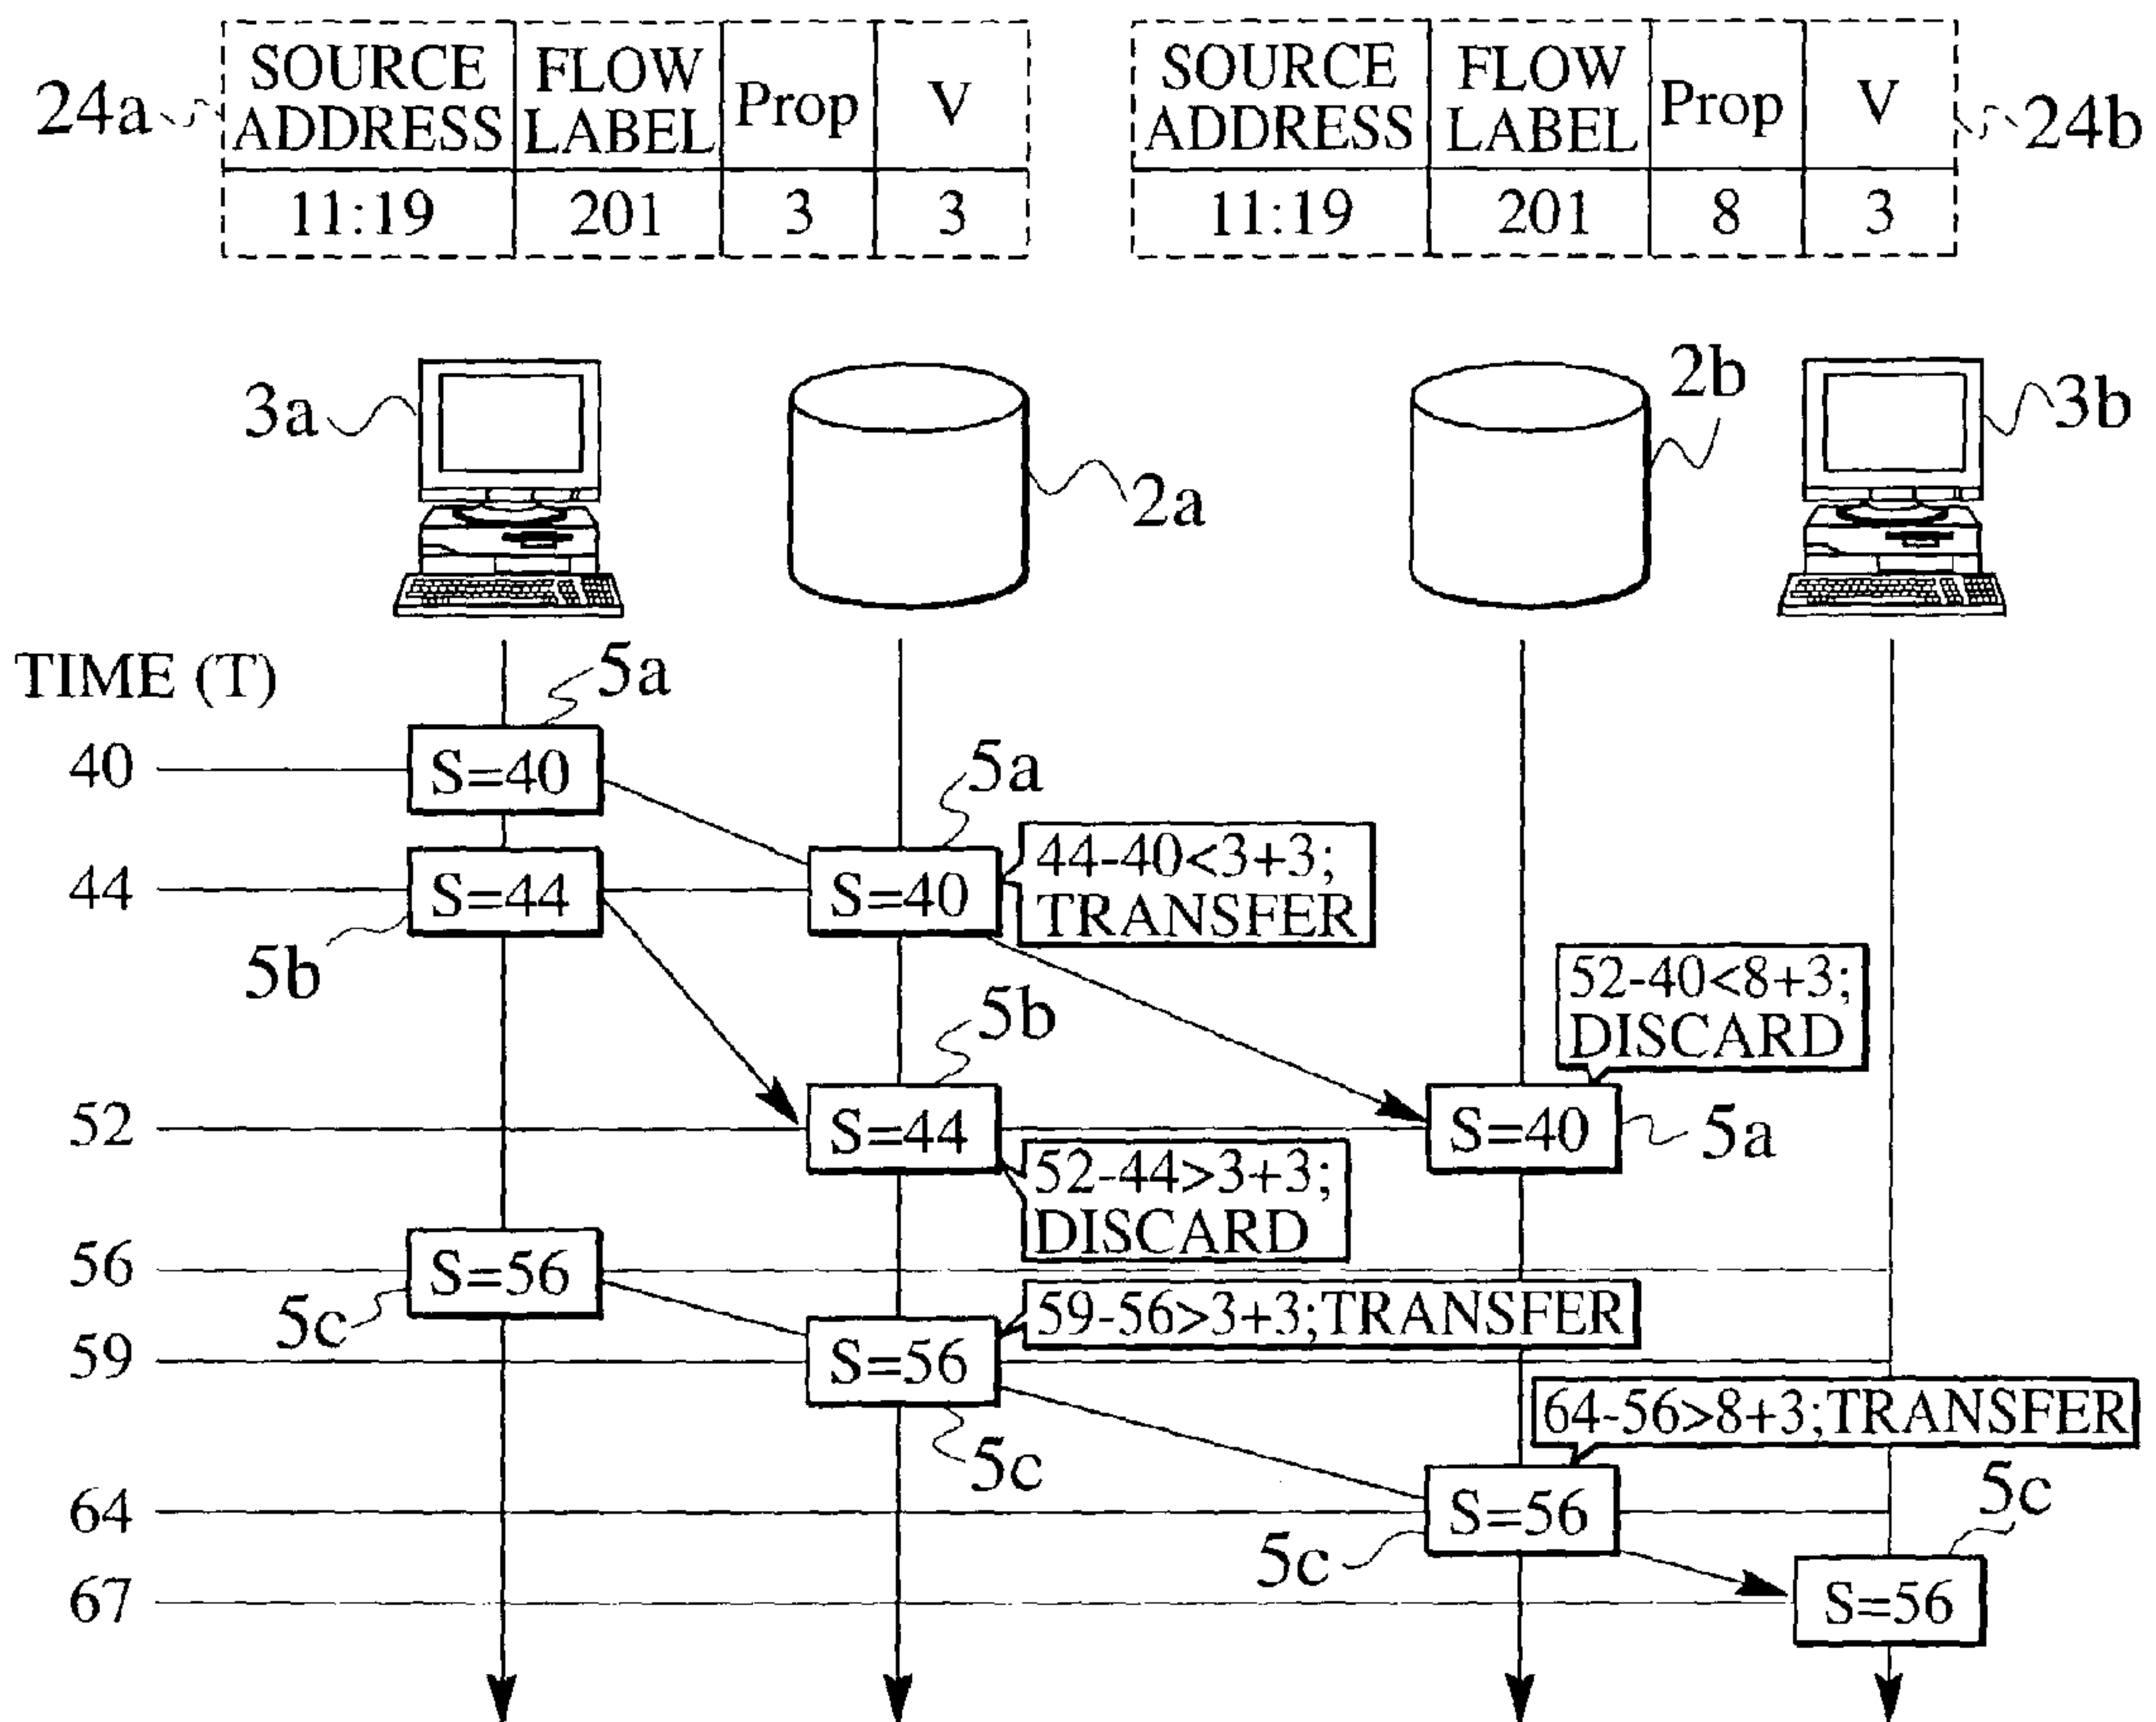 24a
SOURCE ADDRESS FLOW LABEL Prop V
11:19 201 3 3
SOURCE ADDRESS FLOW LABEL Prop V
11:19 201 8 3
24b
3a
2a
2b
3b
TIME (T)
5a
40
S=40
5a
44
S=44
S=40
44-40<3+3;
TRANSFER
5b
5b
52-40<8+3;
DISCARD
52
S=44
S=40
5a
52-44>3+3;
DISCARD
56
S=56
5c
59-56>3+3;TRANSFER
59
S=56
5c
64-56>8+3;TRANSFER
64
S=56
5c
5c
67
S=56